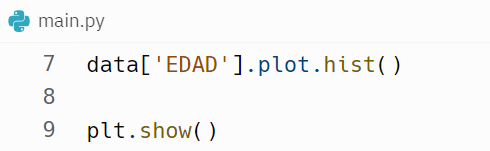 main.py
7 data['EDAD'].plot.hist()
8
9 plt.show()